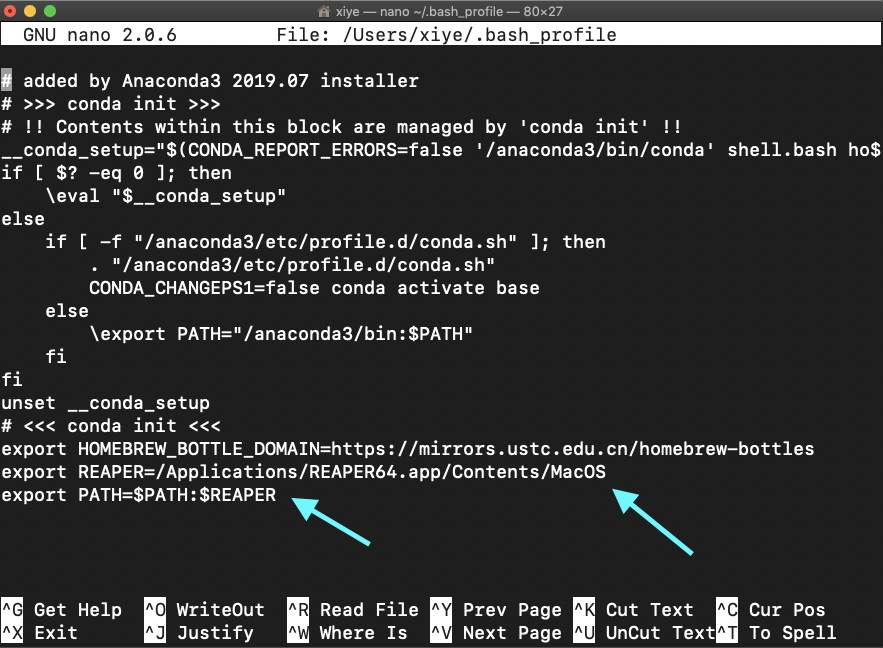 xiye — nano ~/.bash_profile — 80×27
GNU nano 2.0.6 File: /Users/xiye/.bash_profile
# added by Anaconda3 2019.07 installer
# >>> conda init >>>
# !! Contents within this block are managed by 'conda init' !!
__conda_setup="$(CONDA_REPORT_ERRORS=false '/anaconda3/bin/conda' shell.bash ho$
if [ $? -eq 0 ]; then
    \eval "$__conda_setup"
else
    if [ -f "/anaconda3/etc/profile.d/conda.sh" ]; then
        . "/anaconda3/etc/profile.d/conda.sh"
        CONDA_CHANGEPS1=false conda activate base
    else
        \export PATH="/anaconda3/bin:$PATH"
    fi
fi
unset __conda_setup
# <<< conda init <<<
export HOMEBREW_BOTTLE_DOMAIN=https://mirrors.ustc.edu.cn/homebrew-bottles
export REAPER=/Applications/REAPER64.app/Contents/MacOS
export PATH=$PATH:$REAPER
^G Get Help ^O WriteOut ^R Read File ^Y Prev Page ^K Cut Text ^C Cur Pos
^X Exit ^J Justify ^W Where Is ^V Next Page ^U UnCut Text ^T To Spell